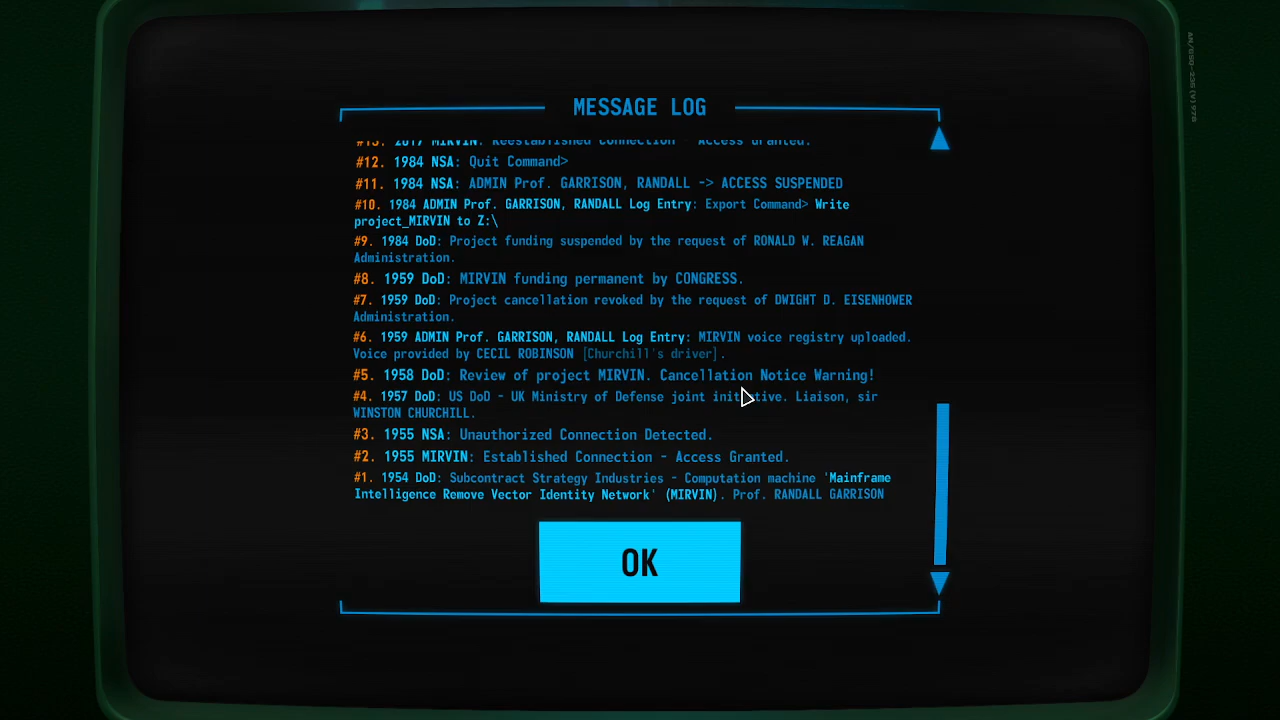 MESSAGE LOG
#13. 2017 MIRVIN: Reestablished Connection - Access Granted.
#12. 1984 NSA: Quit Command>
#11. 1984 NSA: ADMIN Prof. GARRISON, RANDALL -> ACCESS SUSPENDED
#10. 1984 ADMIN Prof. GARRISON, RANDALL Log Entry: Export Command> Write
project_MIRVIN to Z:\
#9. 1984 DoD: Project funding suspended by the request of RONALD W. REAGAN
Administration.
#8. 1959 DoD: MIRVIN funding permanent by CONGRESS.
#7. 1959 DoD: Project cancellation revoked by the request of DWIGHT D. EISENHOWER
Administration.
#6. 1959 ADMIN Prof. GARRISON, RANDALL Log Entry: MIRVIN voice registry uploaded.
Voice provided by CECIL ROBINSON [Churchill's driver].
#5. 1958 DoD: Review of project MIRVIN. Cancellation Notice Warning!
#4. 1957 DoD: US DoD - UK Ministry of Defense joint initiative. Liaison, sir
WINSTON CHURCHILL.
#3. 1955 NSA: Unauthorized Connection Detected.
#2. 1955 MIRVIN: Established Connection - Access Granted.
#1. 1954 DoD: Subcontract Strategy Industries - Computation machine 'Mainframe
Intelligence Remove Vector Identity Network' (MIRVIN). Prof. RANDALL GARRISON
OK